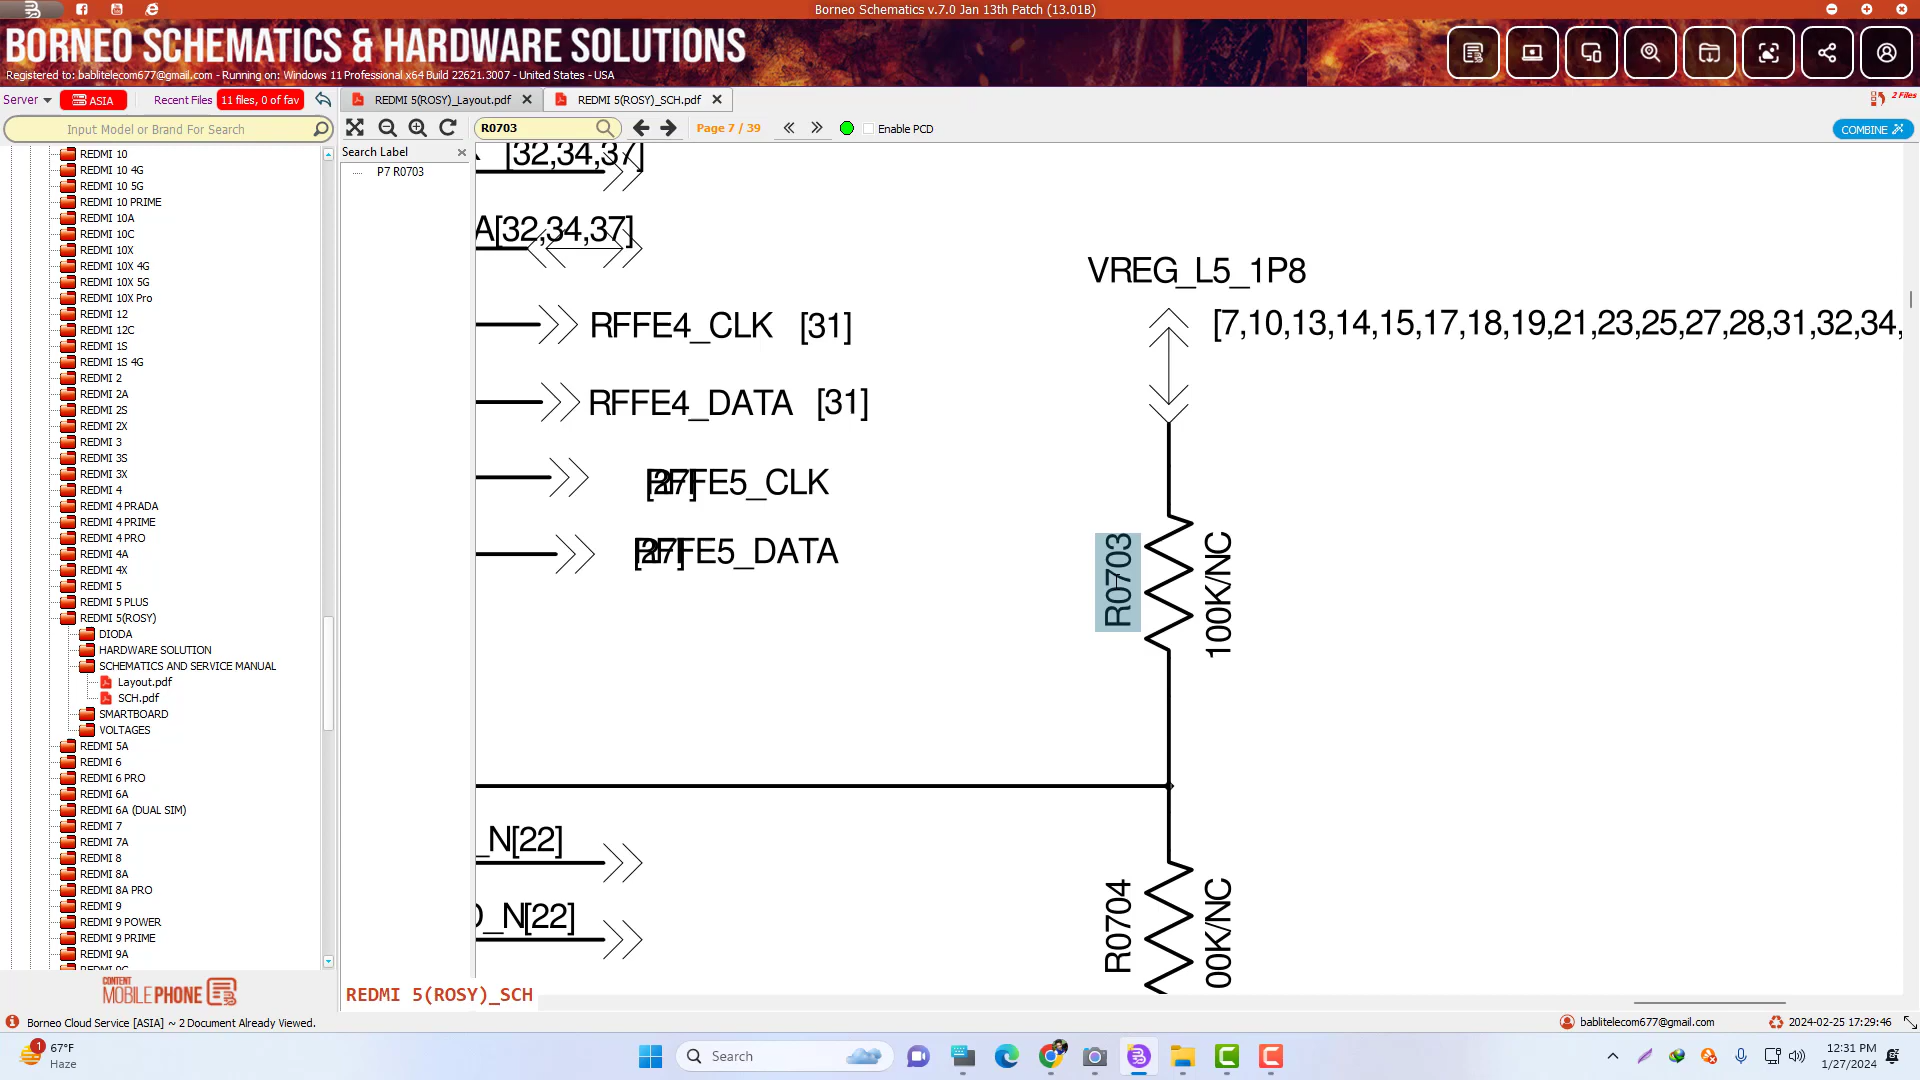 Borneo Schematics v.7.0 Jan 13th Patch (13.01B)
BORNEO SCHEMATICS & HARDWARE SOLUTIONS
Registered to: bablitelecom677@gmail.com - Running on: Windows 11 Professional x64 Build 22621.3007 - United States - USA
Server
ASIA
Recent Files
11 files, 0 of fav
REDMI 5(ROSY)_Layout.pdf
REDMI 5(ROSY)_SCH.pdf
2 Files
Input Model or Brand For Search
R0703
Page 7 / 39
Enable PCD
COMBINE
Search Label
P7 R0703
REDMI 10
REDMI 10 4G
REDMI 10 5G
REDMI 10 PRIME
REDMI 10A
REDMI 10C
REDMI 10X
REDMI 10X 4G
REDMI 10X 5G
REDMI 10X Pro
REDMI 12
REDMI 12C
REDMI 1S
REDMI 1S 4G
REDMI 2
REDMI 2A
REDMI 2S
REDMI 2X
REDMI 3
REDMI 3S
REDMI 3X
REDMI 4
REDMI 4 PRADA
REDMI 4 PRIME
REDMI 4 PRO
REDMI 4A
REDMI 4X
REDMI 5
REDMI 5 PLUS
REDMI 5(ROSY)
DIODA
HARDWARE SOLUTION
SCHEMATICS AND SERVICE MANUAL
Layout.pdf
SCH.pdf
SMARTBOARD
VOLTAGES
REDMI 5A
REDMI 6
REDMI 6 PRO
REDMI 6A
REDMI 6A (DUAL SIM)
REDMI 7
REDMI 7A
REDMI 8
REDMI 8A
REDMI 8A PRO
REDMI 9
REDMI 9 POWER
REDMI 9 PRIME
REDMI 9A
REDMI 9C
[32,34,37]
A[32,34,37]
RFFE4_CLK [31]
RFFE4_DATA [31]
[27]
RFFE5_CLK
[27]
RFFE5_DATA
_N[22]
_N[22]
VREG_L5_1P8
[7,10,13,14,15,17,18,19,21,23,25,27,28,31,32,34,
R0703
100K/NC
R0704
00K/NC
CONTENT
MOBILE PHONE
REDMI 5(ROSY)_SCH
Borneo Cloud Service [ASIA] ~ 2 Document Already Viewed.
bablitelecom677@gmail.com
2024-02-25 17:29:46
1
67°F
Haze
Search
12:31 PM
1/27/2024